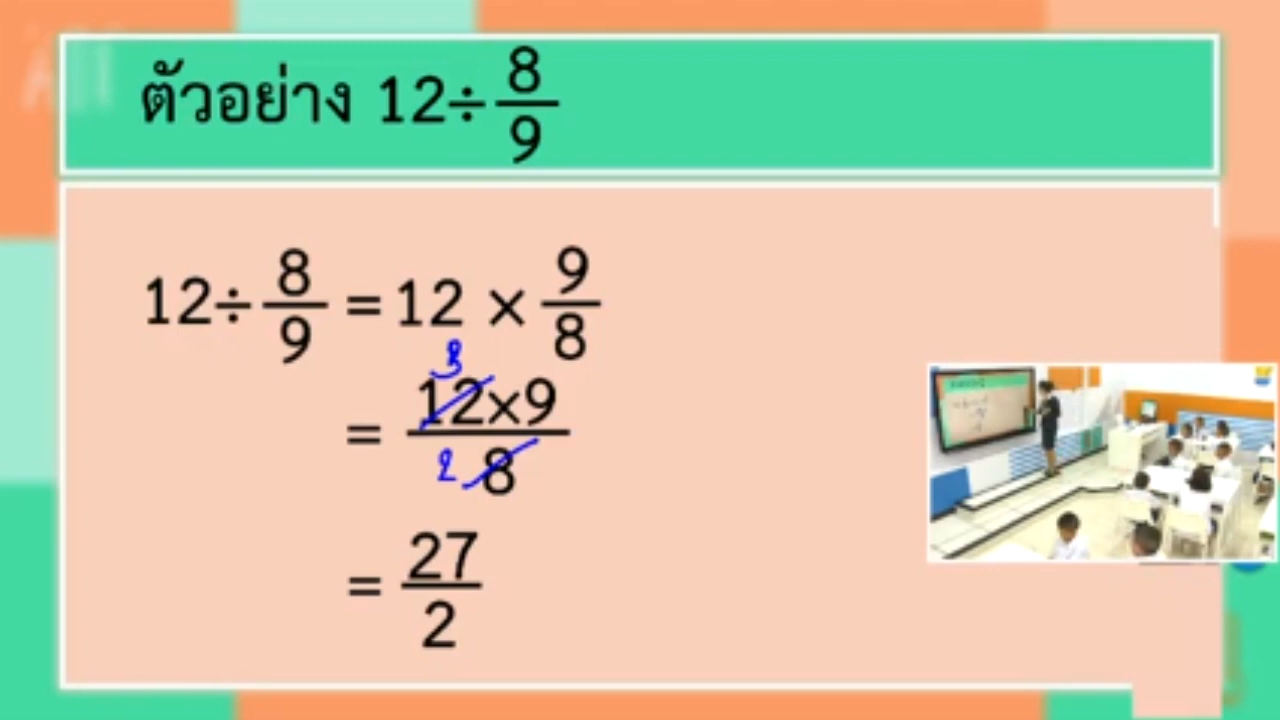 ตัวอย่าง 12÷8/9
12÷8/9 = 12 × 9/8
3
= 12×9/8
2
= 27/2